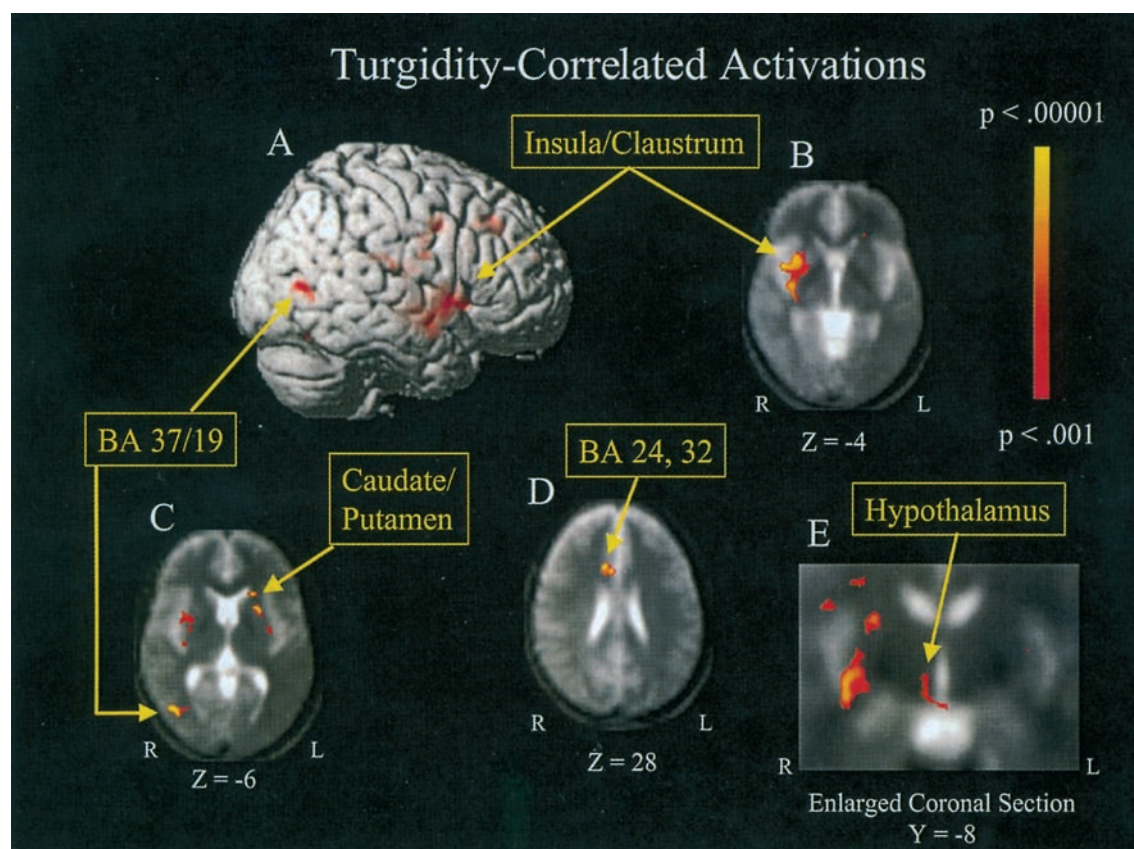 Turgidity-Correlated Activations
p < .00001
A
Insula/Claustrum
B
R
L
Z = -4
p < .001
BA 37/19
C
Caudate/
Putamen
R
L
Z = -6
BA 24, 32
D
R
L
Z = 28
Hypothalamus
E
R
L
Enlarged Coronal Section
Y = -8